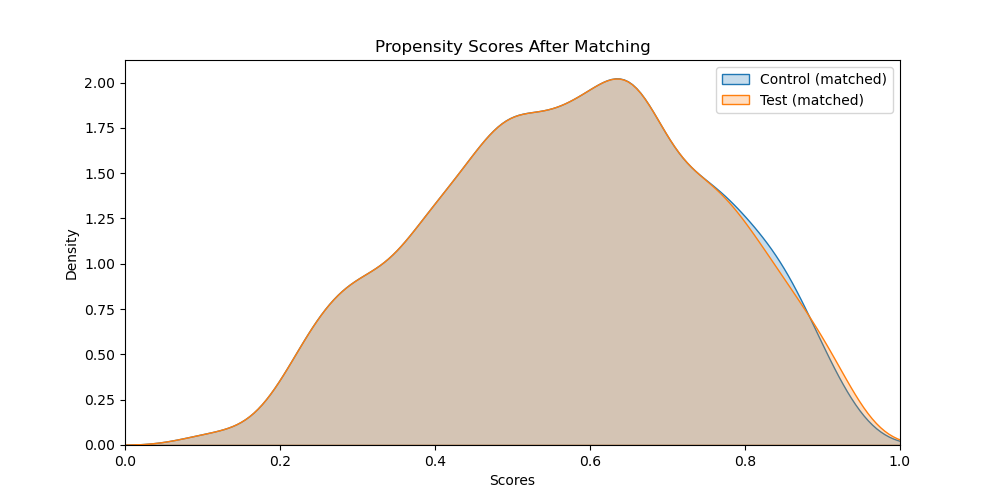 Propensity Scores After Matching
Control (matched)
Test (matched)
Density
2.00
1.75
1.50
1.25
1.00
0.75
0.50
0.25
0.00
0.0 0.2 0.4 0.6 0.8 1.0
Scores